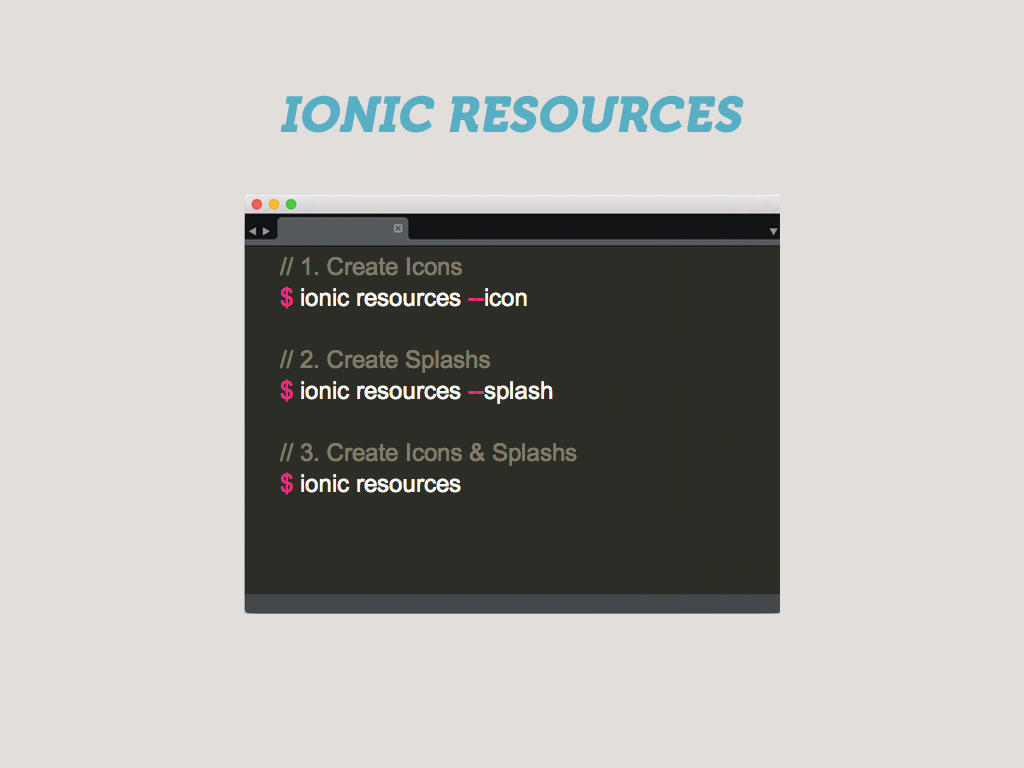 IONIC RESOURCES
// 1. Create Icons
$ ionic resources --icon
// 2. Create Splashs
$ ionic resources --splash
// 3. Create Icons & Splashs
$ ionic resources